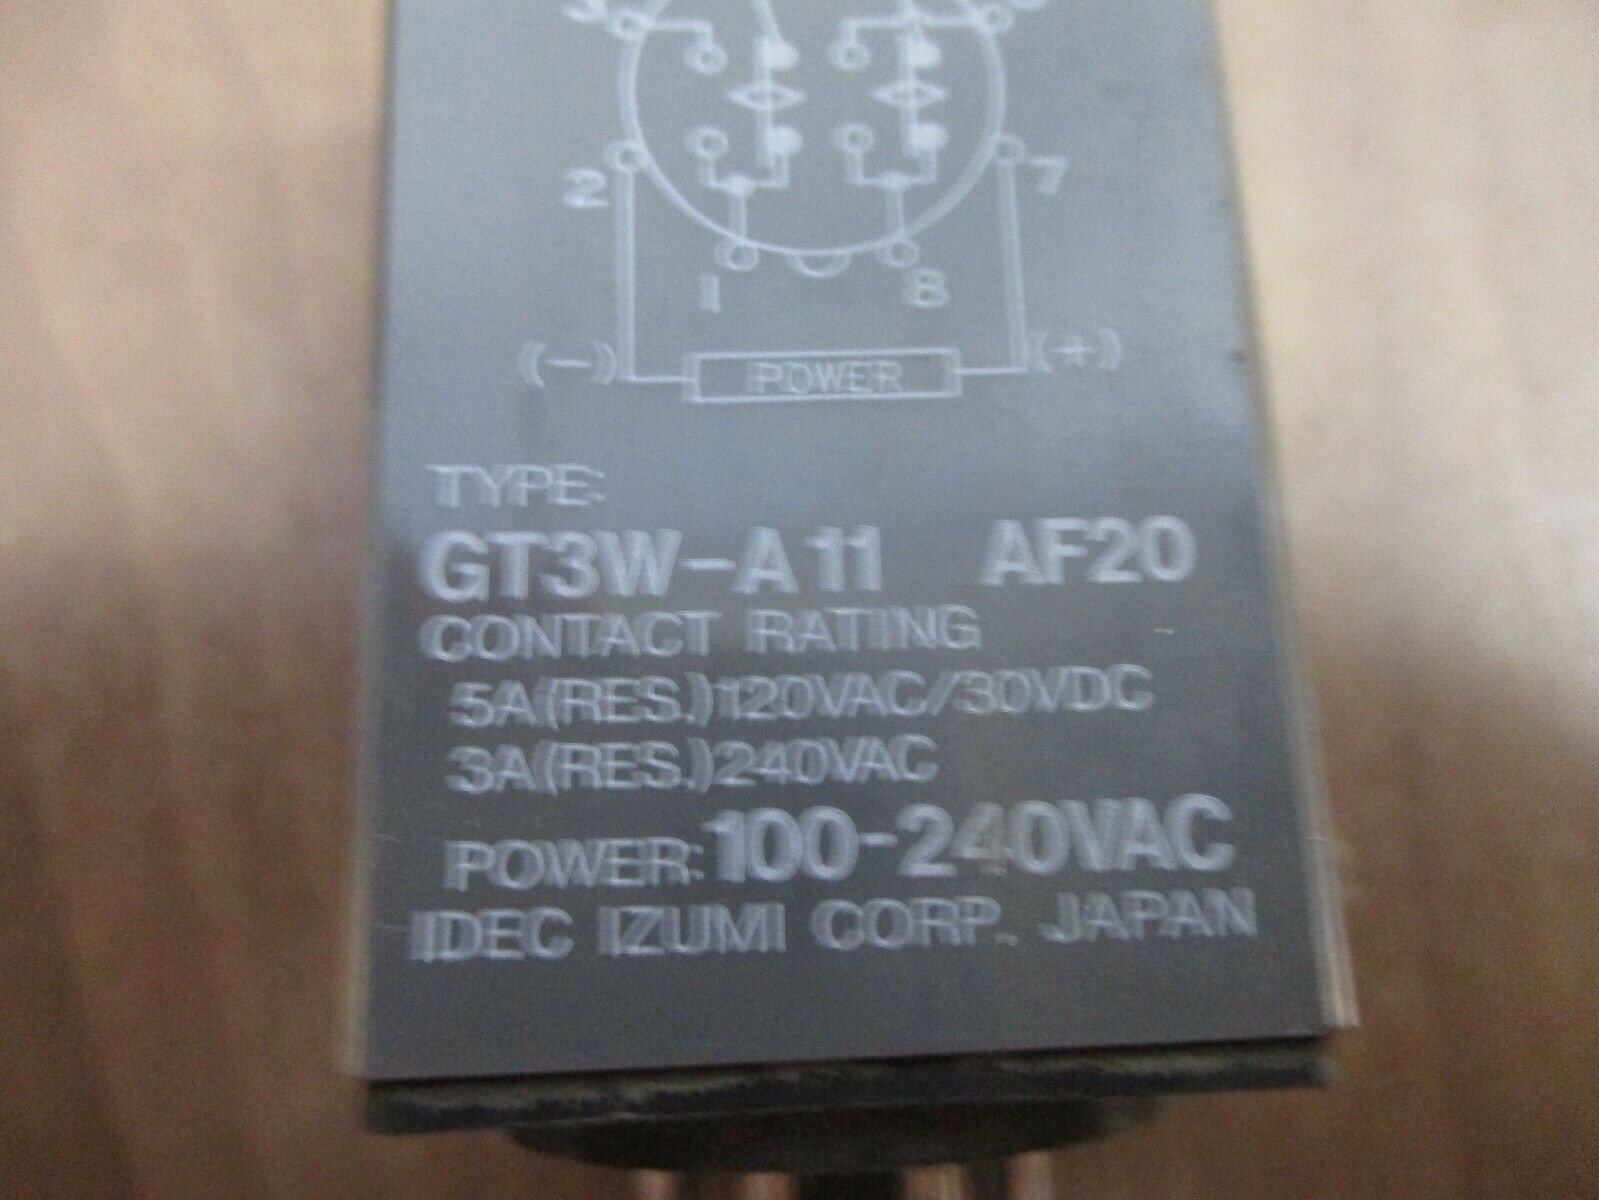 2 7
1 8
(-) POWER (+)
TYPE:
GT3W-A11 AF20
CONTACT RATING
5A(RES.)120VAC/30VDC
3A(RES.)240VAC
POWER:100-240VAC
IDEC IZUMI CORP. JAPAN